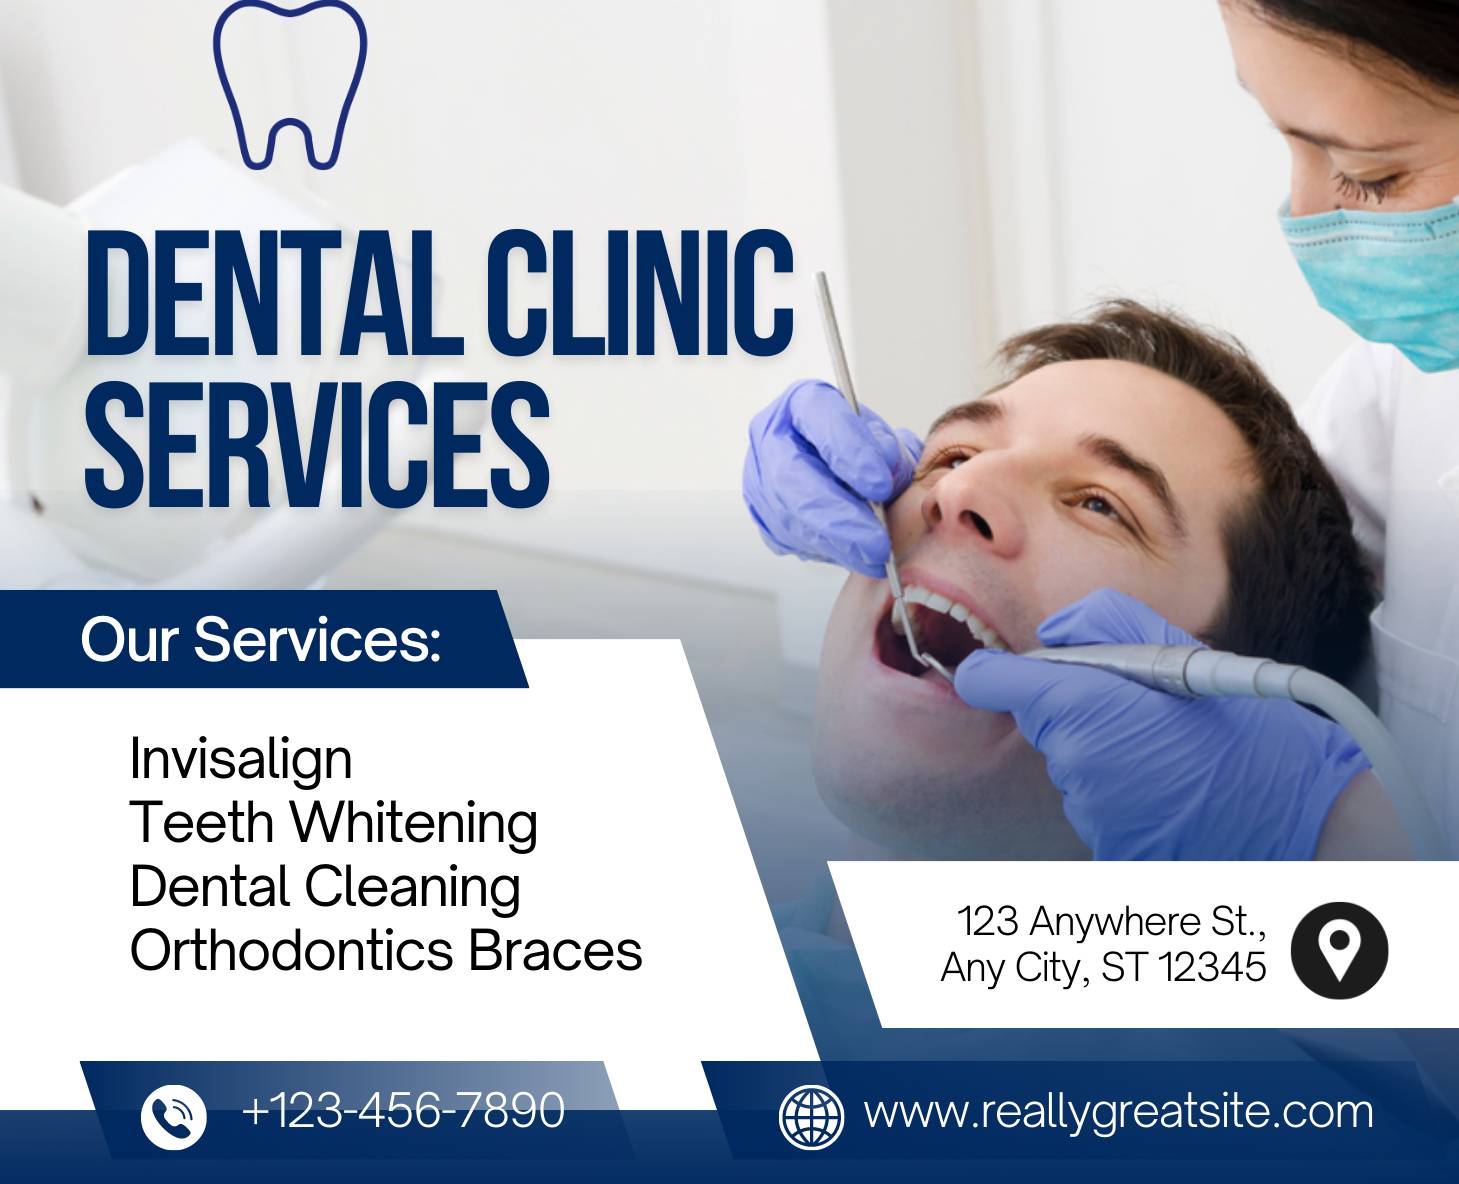 DENTAL CLINIC
SERVICES
Our Services:
Invisalign
Teeth Whitening
Dental Cleaning
Orthodontics Braces
123 Anywhere St.,
Any City, ST 12345
+123-456-7890
www.reallygreatsite.com